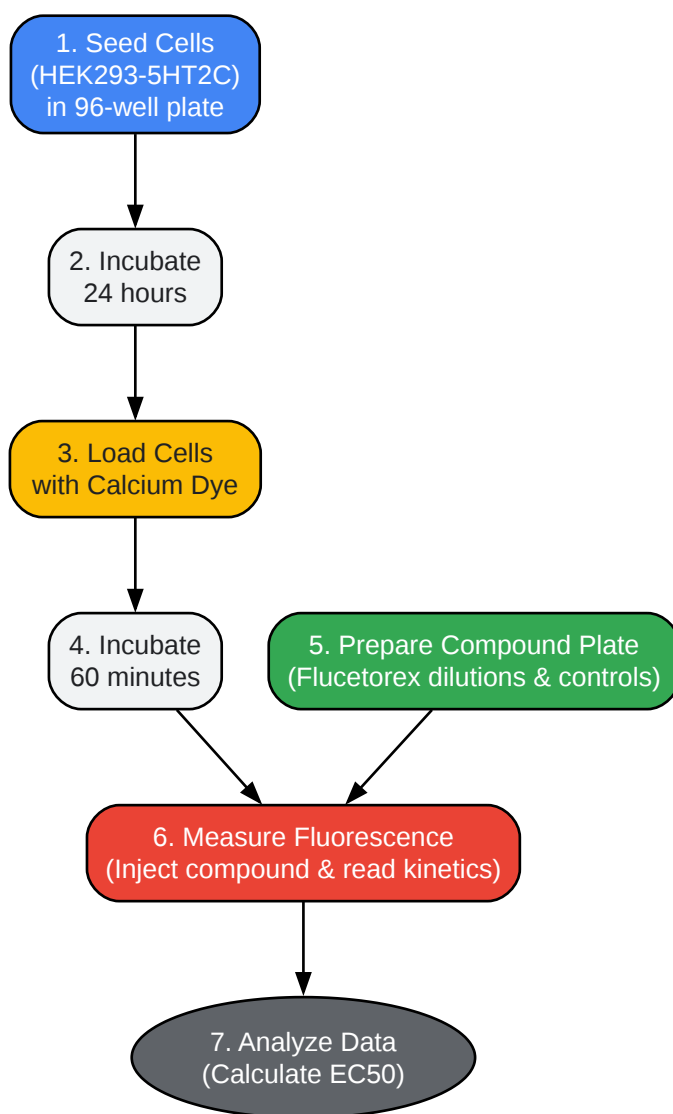 1. Seed Cells
(HEK293-5HT2C)
in 96-well plate
2. Incubate
24 hours
3. Load Cells
with Calcium Dye
4. Incubate
60 minutes
5. Prepare Compound Plate
(Flucetorex dilutions & controls)
6. Measure Fluorescence
(Inject compound & read kinetics)
7. Analyze Data
(Calculate EC50)